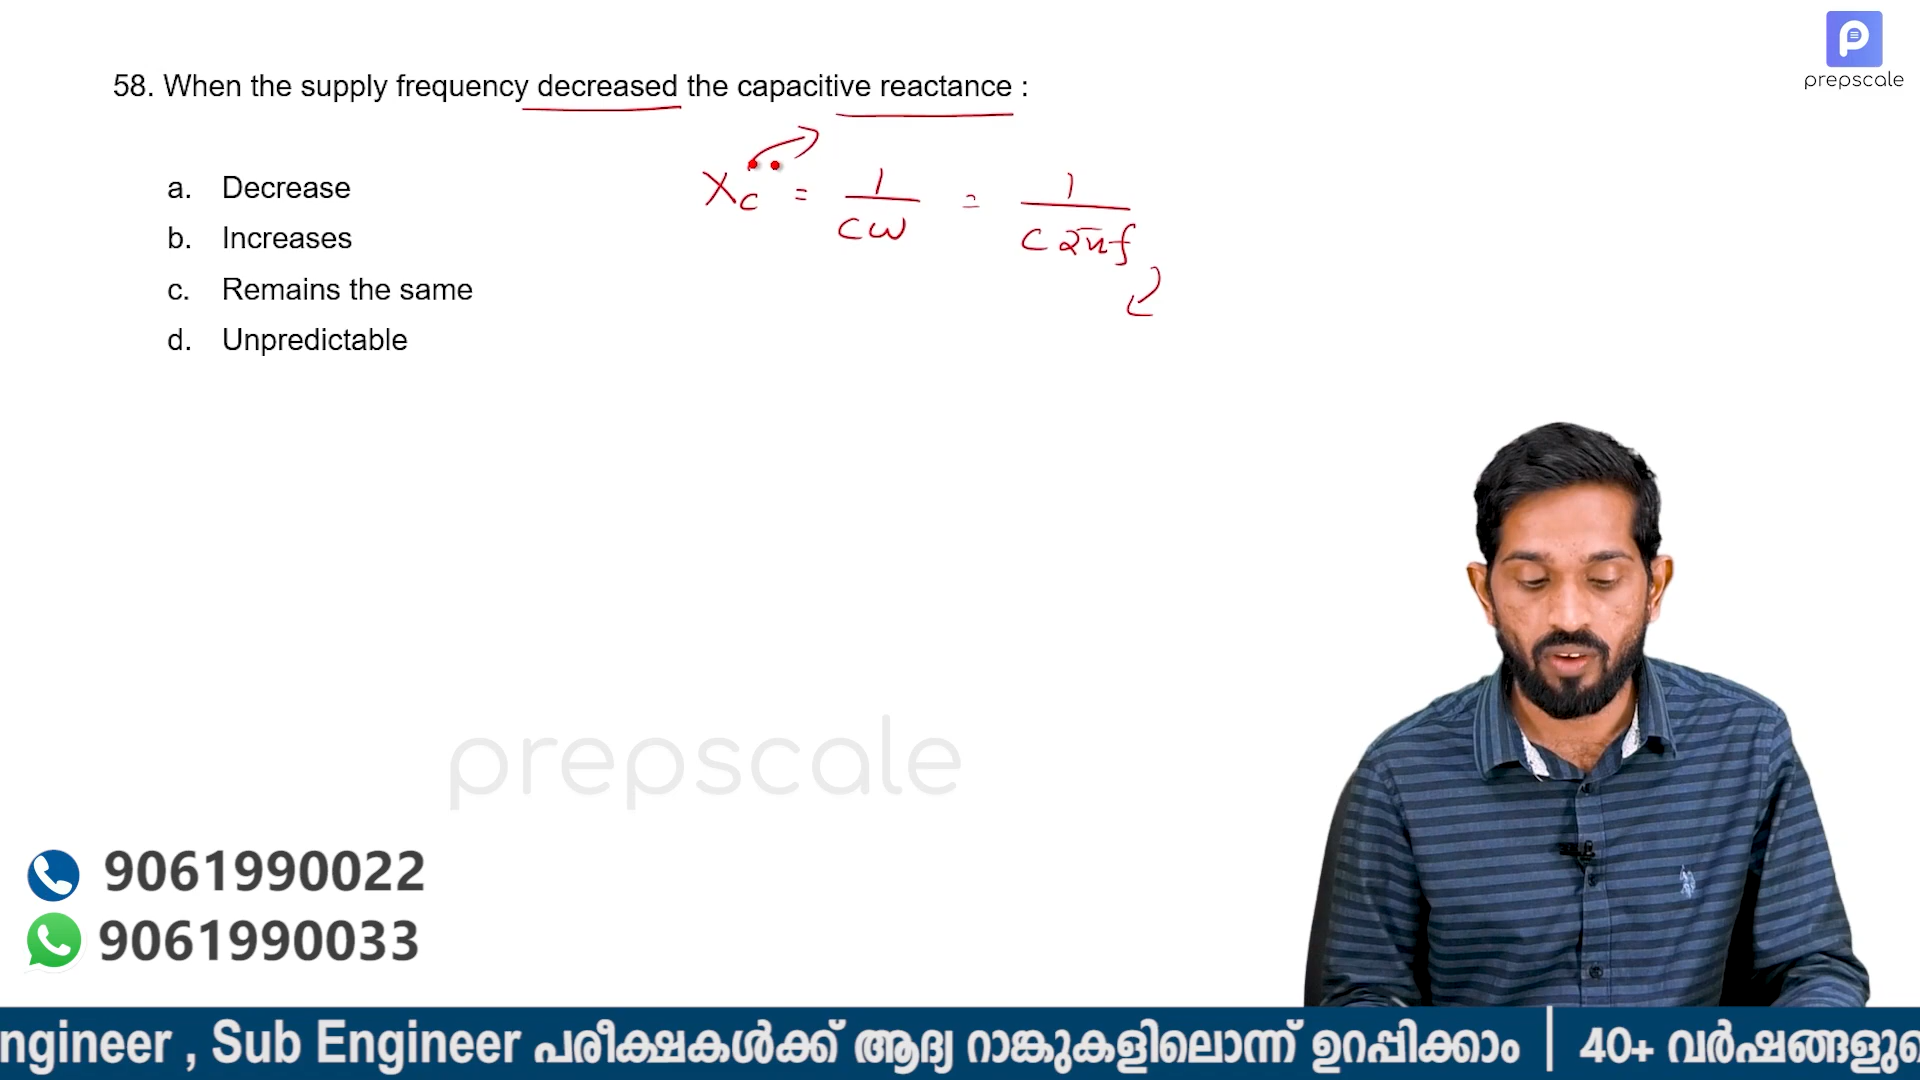 prepscale
58. When the supply frequency decreased the capacitive reactance :
a. Decrease
b. Increases
c. Remains the same
d. Unpredictable
Xc = 1/cω = 1/c2πf
prepscale
9061990022
9061990033
ngineer , Sub Engineer പരീക്ഷകൾക്ക് ആദ്യ റാങ്കുകളിലൊന്ന് ഉറപ്പിക്കാം | 40+ വർഷങ്ങളുടെ